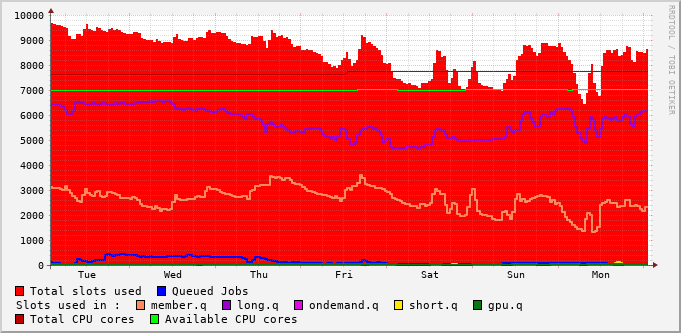 10000
9000
8000
7000
6000
5000
4000
3000
2000
1000
0
Tue Wed Thu Fri Sat Sun Mon
Total slots used Queued Jobs
Slots used in : member.q long.q ondemand.q short.q gpu.q
Total CPU cores Available CPU cores
RRDTOOL / TOBI OETIKER